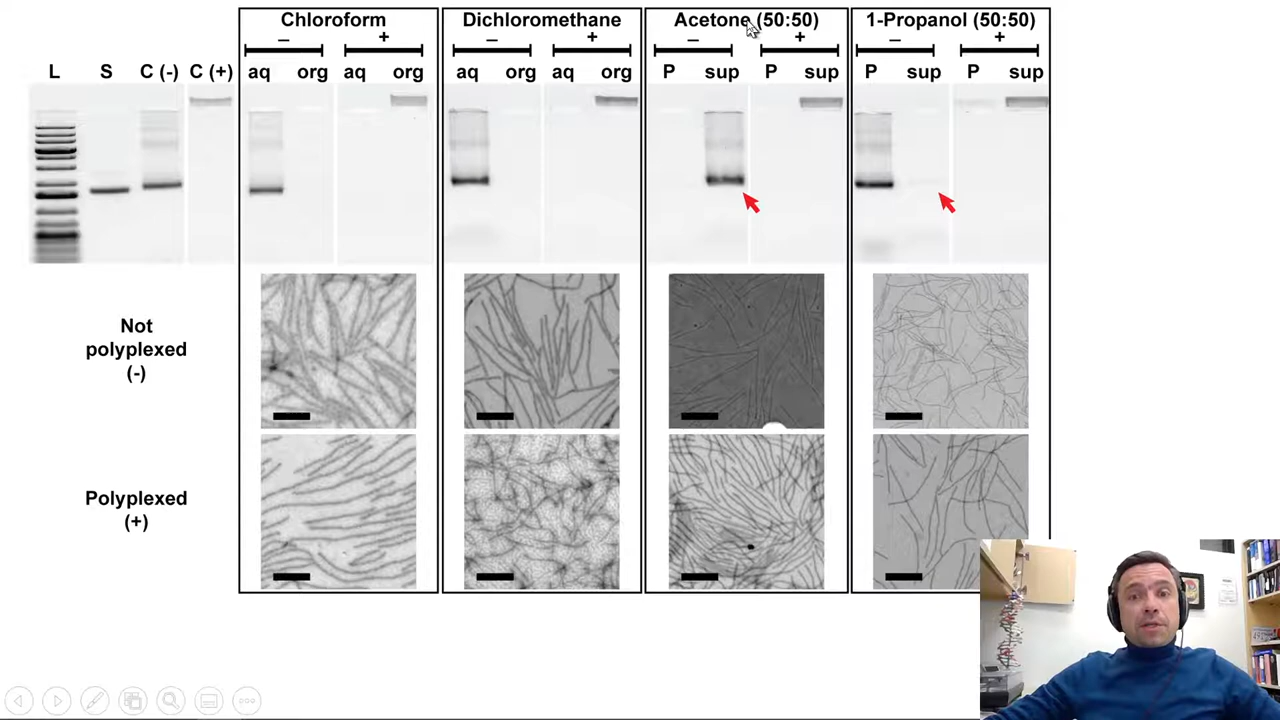 Chloroform
Dichloromethane
Acetone (50:50)
1-Propanol (50:50)
– + – + – + – +
L S C (-) C (+) aq org aq org aq org aq org P sup P sup P sup P sup
Not
polyplexed
(-)
Polyplexed
(+)